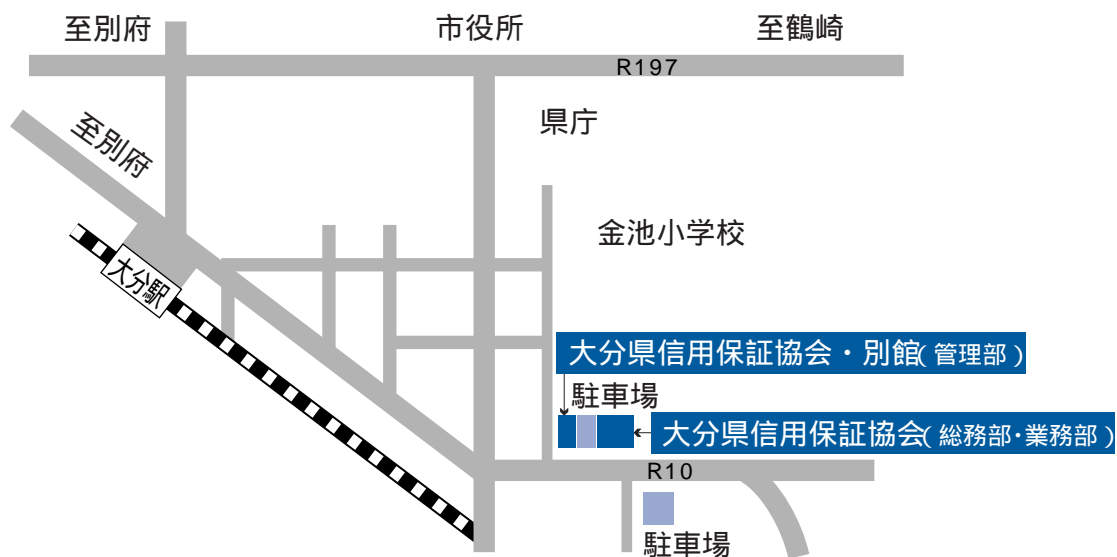 至別府
市役所
至鶴崎
R197
県庁
至別府
金池小学校
大分駅
大分県信用保証協会・別館(管理部)
駐車場
大分県信用保証協会(総務部・業務部)
R10
駐車場